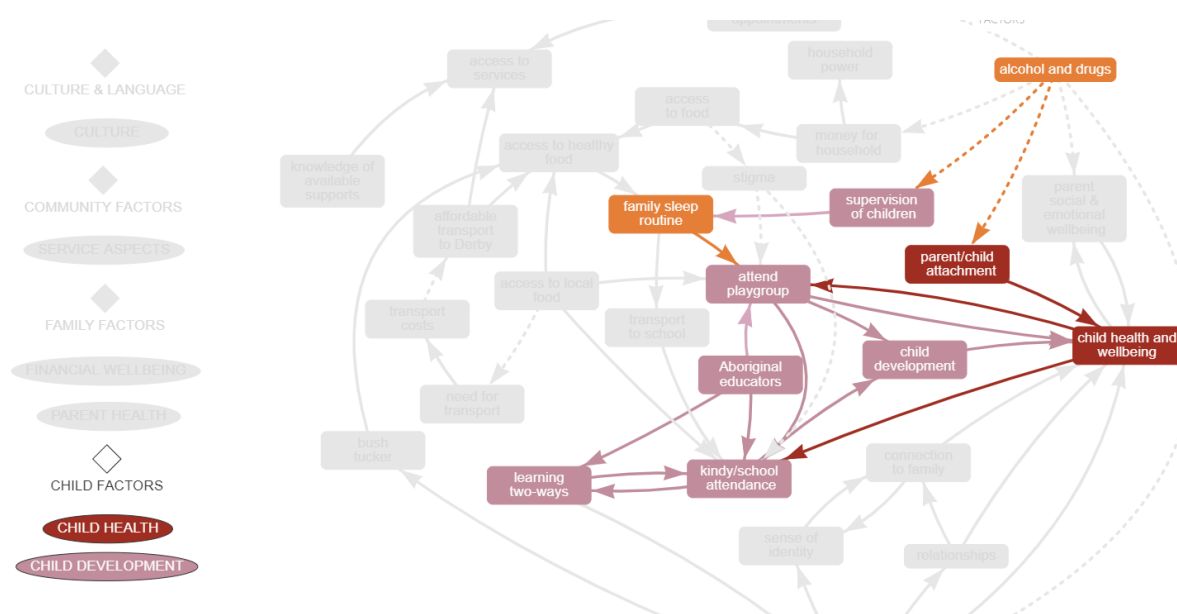 CULTURE & LANGUAGE
CULTURE
COMMUNITY FACTORS
SERVICE ASPECTS
FAMILY FACTORS
FINANCIAL WELLBEING
PARENT HEALTH
CHILD FACTORS
CHILD HEALTH
CHILD DEVELOPMENT
appointments
FACTORS
access to
services
household
power
alcohol and drugs
access
to food
money for
household
access to healthy
food
knowledge of
available
supports
stigma
family sleep
routine
supervision
of children
parent
social &
emotional
wellbeing
affordable
transport
to Derby
parent/child
attachment
attend
playgroup
access to local
food
transport
costs
transport
to school
child health and
wellbeing
child
development
Aboriginal
educators
need for
transport
bush
tucker
connection
to family
learning
two-ways
kindy/school
attendance
sense of
identity
relationships